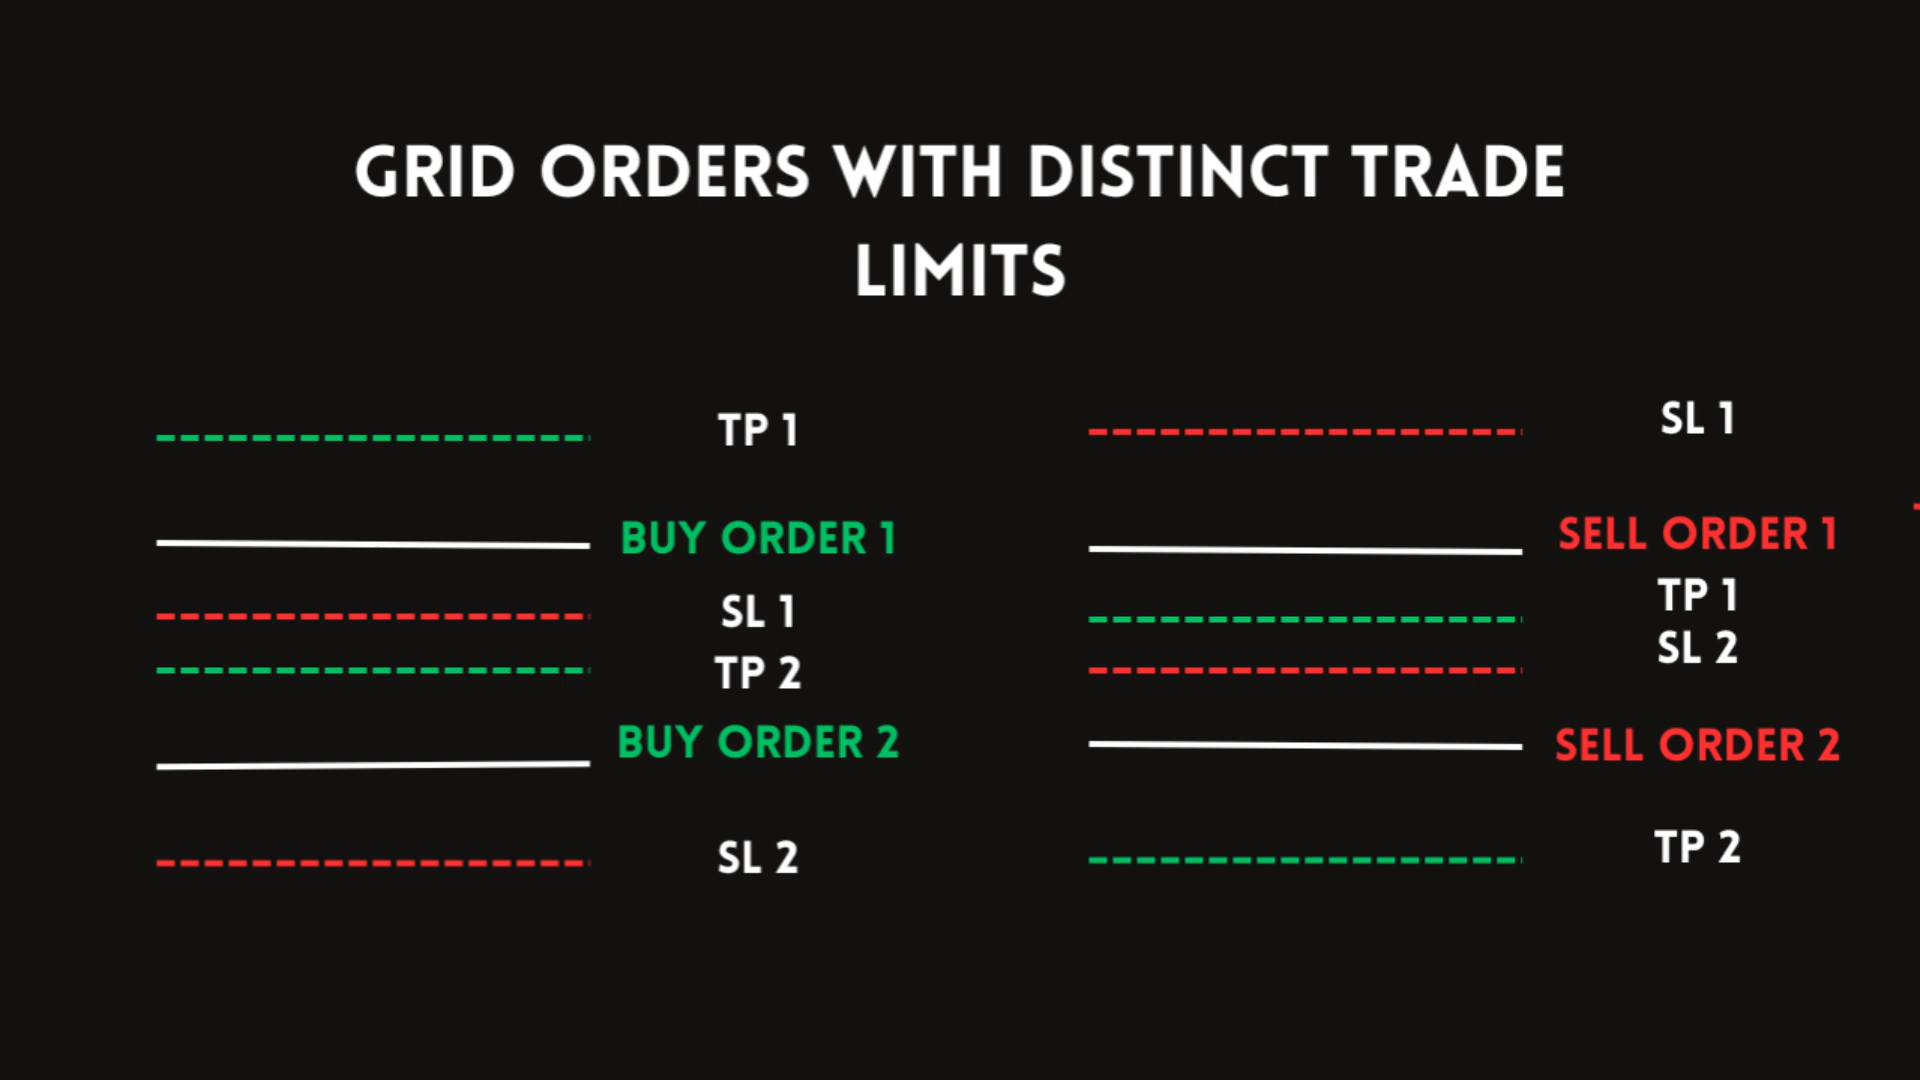 GRID ORDERS WITH DISTINCT TRADE
LIMITS
TP 1
BUY ORDER 1
SL 1
TP 2
BUY ORDER 2
SL 2
SL 1
SELL ORDER 1
TP 1
SL 2
SELL ORDER 2
TP 2